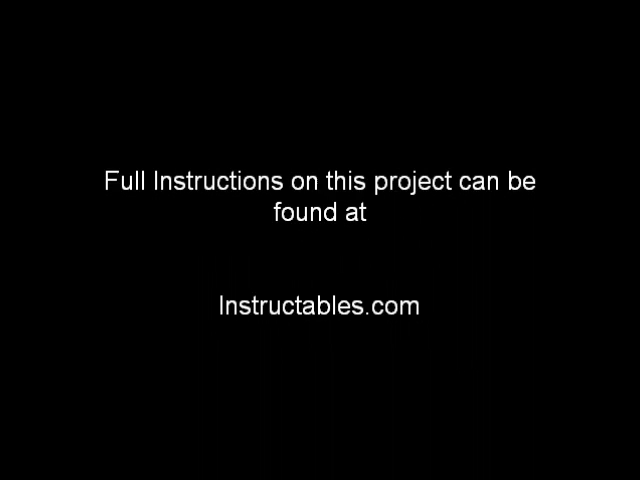 Full Instructions on this project can be
found at
Instructables.com